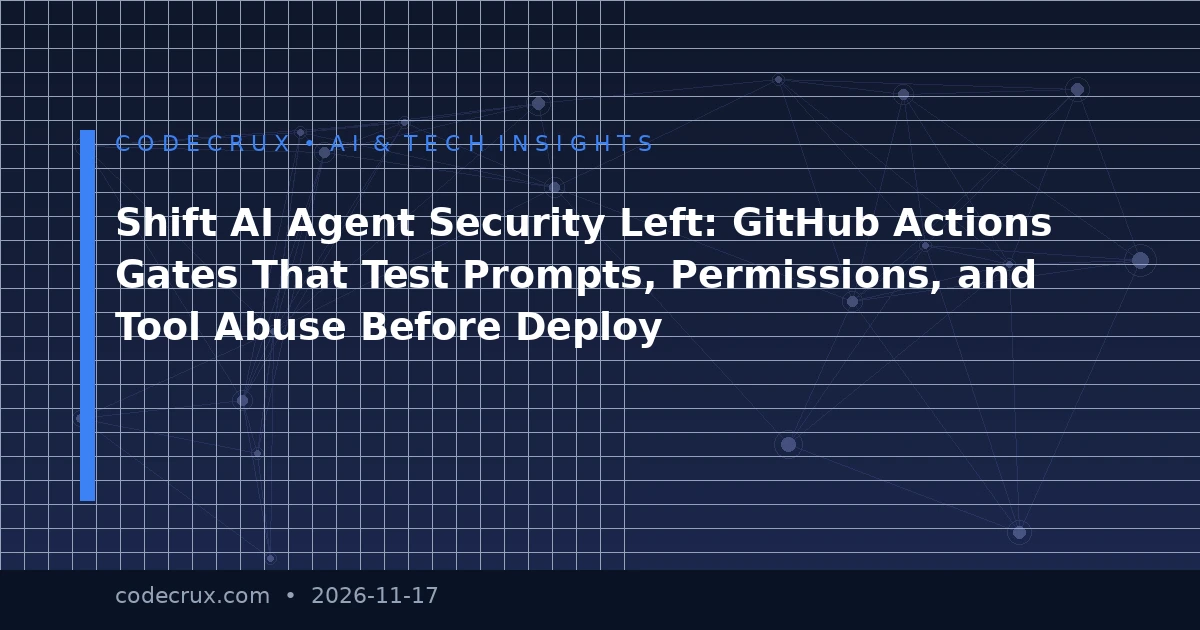 CODECRUX • AI & TECH INSIGHTS
Shift AI Agent Security Left: GitHub Actions
Gates That Test Prompts, Permissions, and
Tool Abuse Before Deploy
codecrux.com • 2026-11-17